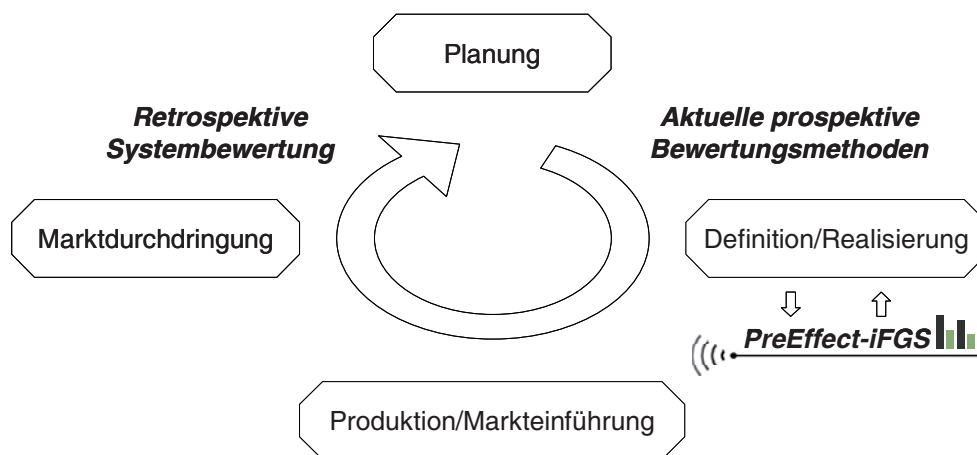 Planung
Retrospektive
Systembewertung
Aktuelle prospektive
Bewertungsmethoden
Marktdurchdringung
Definition/Realisierung
PreEffect-iFGS
Produktion/Markteinführung